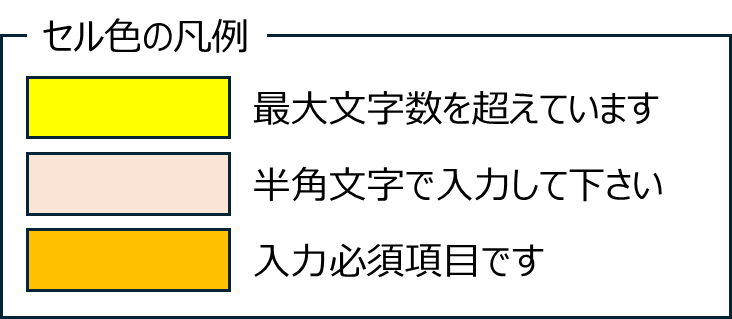 セル色の凡例
最大文字数を超えています
半角文字で入力して下さい
入力必須項目です